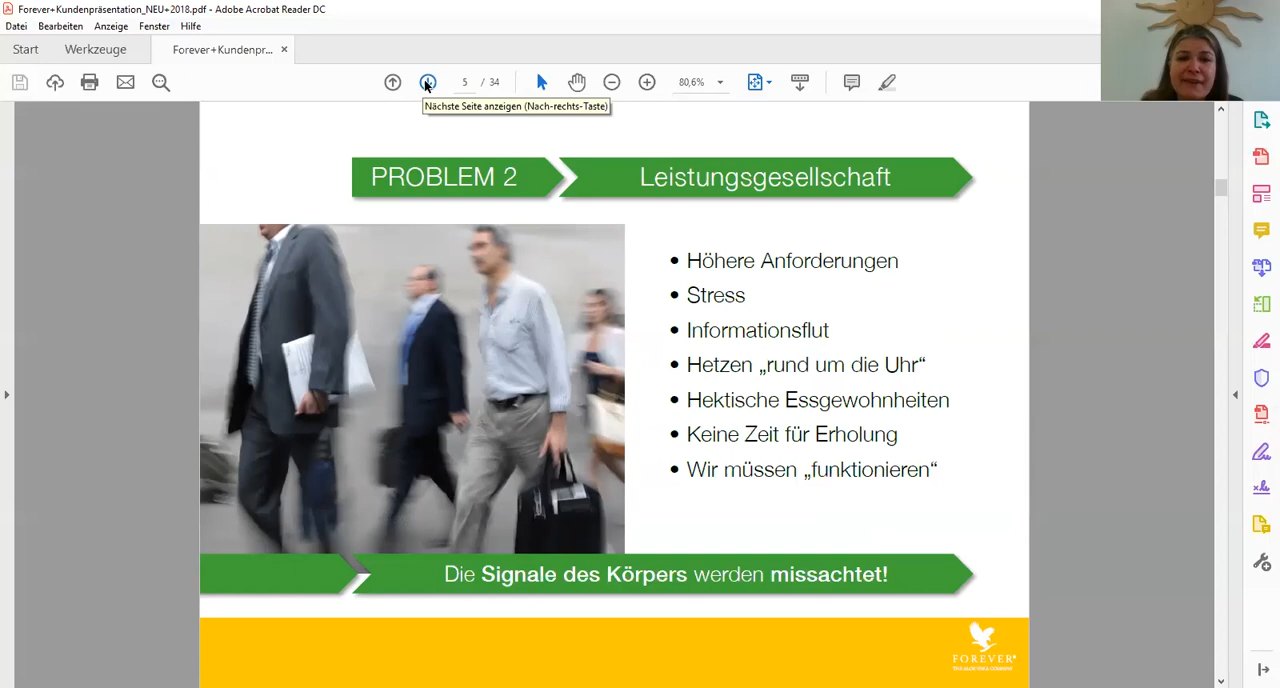 Forever+Kundenpräsentation_NEU+2018.pdf - Adobe Acrobat Reader DC
Datei Bearbeiten Anzeige Fenster Hilfe
Start Werkzeuge Forever+Kundenpr... ×
5 / 34 80,6%
Nächste Seite anzeigen (Nach-rechts-Taste)
PROBLEM 2 Leistungsgesellschaft
• Höhere Anforderungen
• Stress
• Informationsflut
• Hetzen „rund um die Uhr“
• Hektische Essgewohnheiten
• Keine Zeit für Erholung
• Wir müssen „funktionieren“
Die Signale des Körpers werden missachtet!
FOREVER®